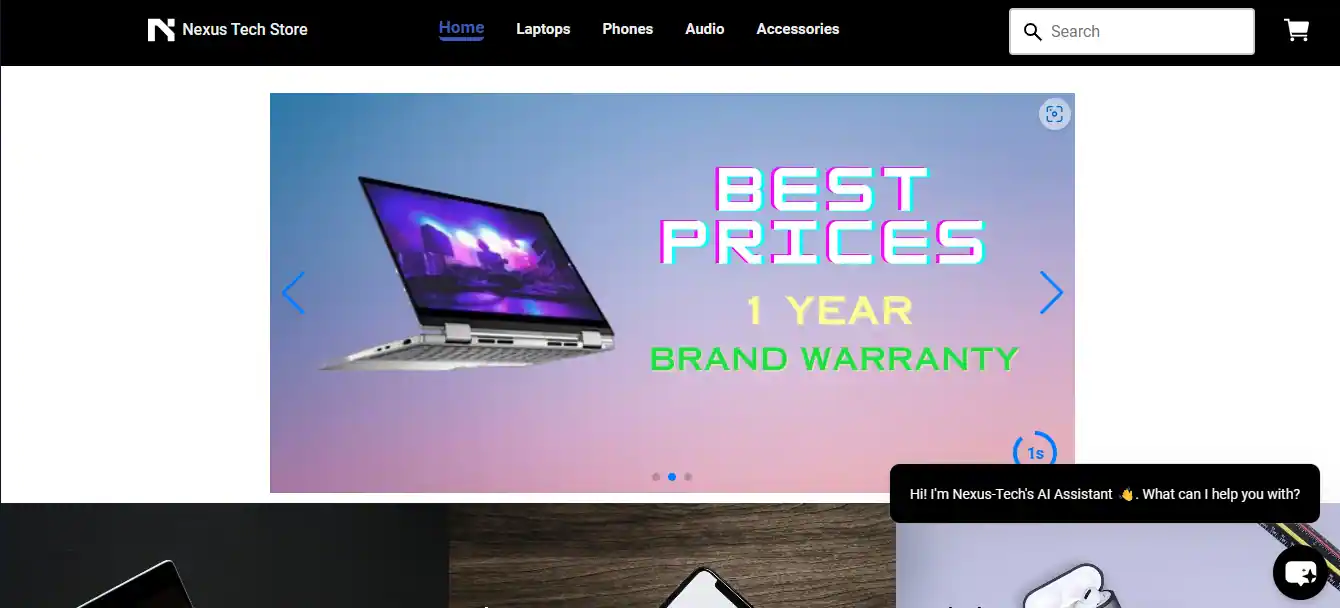 Nexus Tech Store
Home
Laptops
Phones
Audio
Accessories
Search
BEST
PRICES
1 YEAR
BRAND WARRANTY
1s
Hi! I'm Nexus-Tech's AI Assistant 👋. What can I help you with?